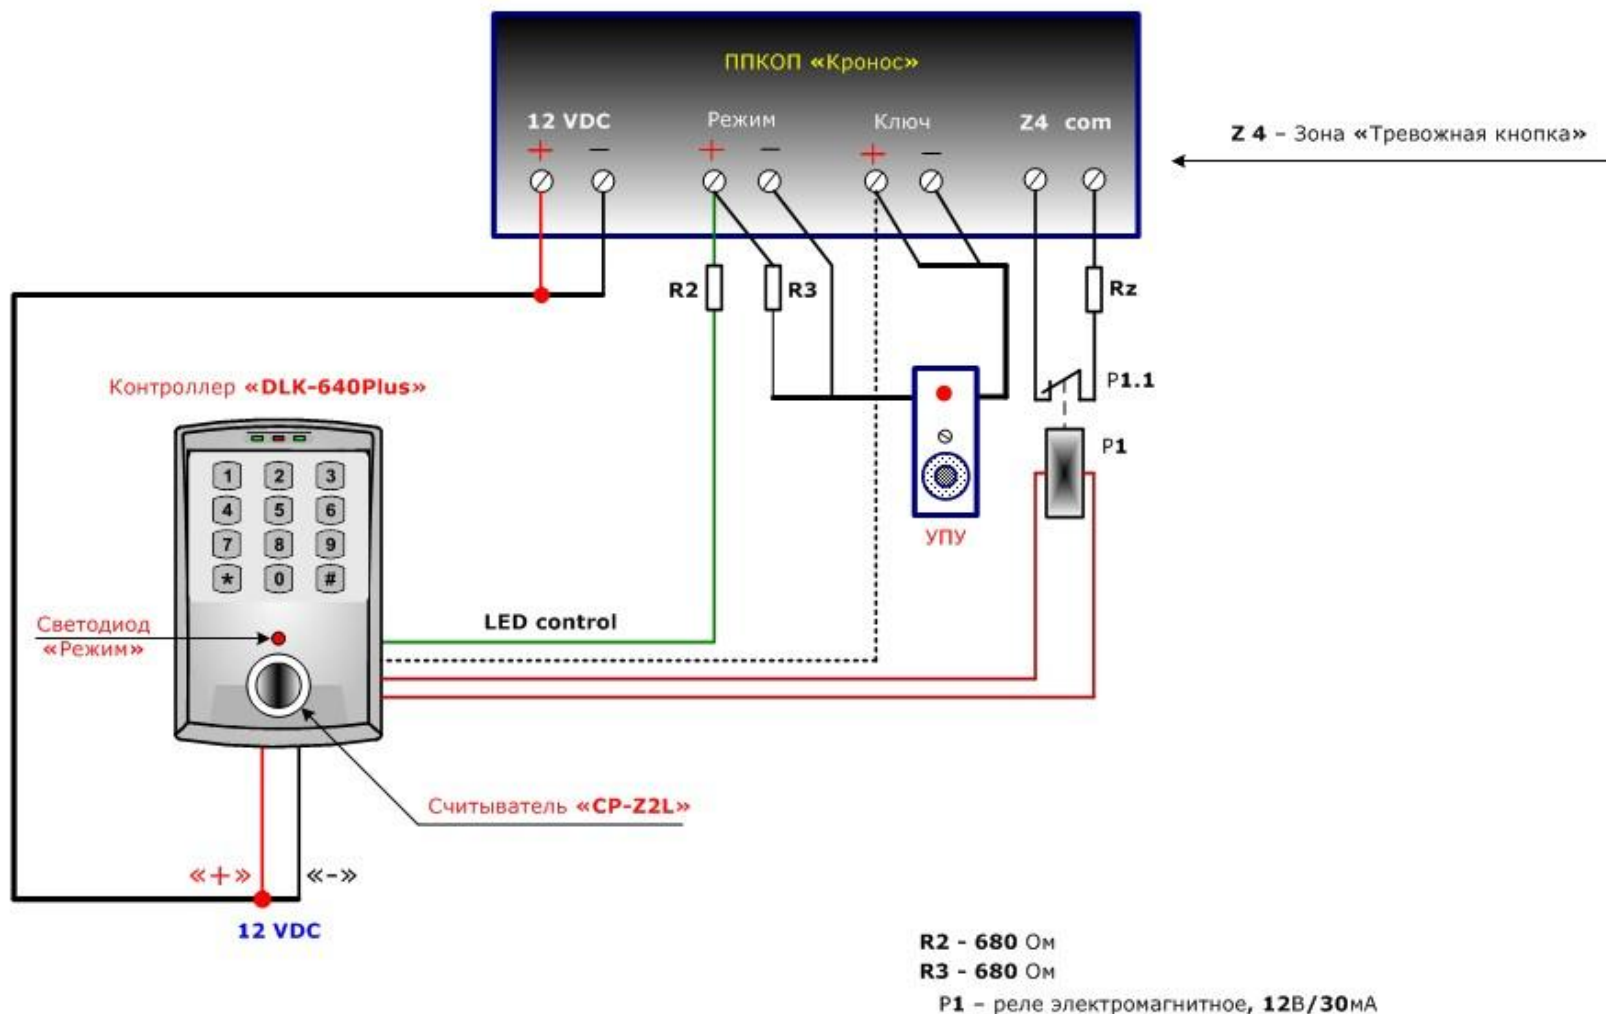 ППКОП «Кронос»
12 VDC Режим Ключ Z4 com
+ – + – + –
Z 4 – Зона «Тревожная кнопка»
R2 R3 Rz
Контроллер «DLK-640Plus»
P1.1
P1
1 2 3
4 5 6
7 8 9
* 0 #
УПУ
LED control
Светодиод
«Режим»
Считыватель «CP-Z2L»
«+» «-»
12 VDC
R2 - 680 Ом
R3 - 680 Ом
P1 – реле электромагнитное, 12В/30мА